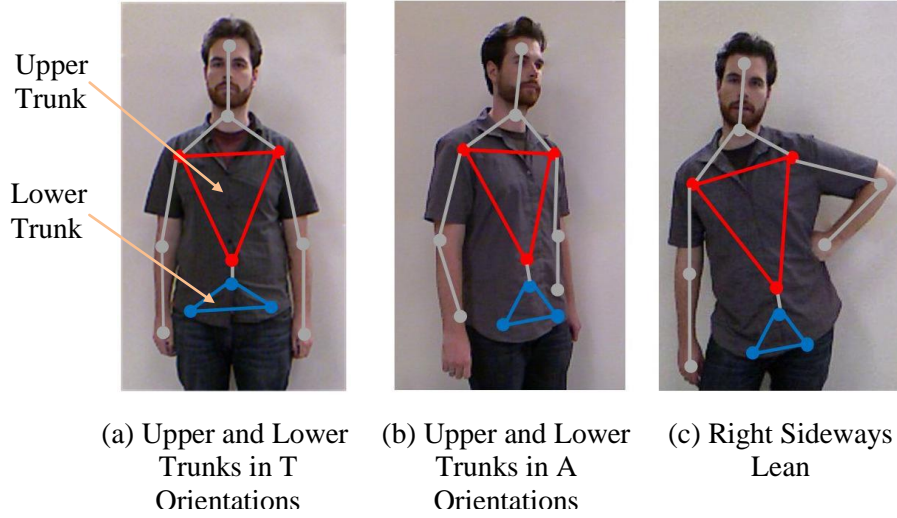 Upper
Trunk
Lower
Trunk
(a) Upper and Lower
Trunks in T
Orientations
(b) Upper and Lower
Trunks in A
Orientations
(c) Right Sideways
Lean